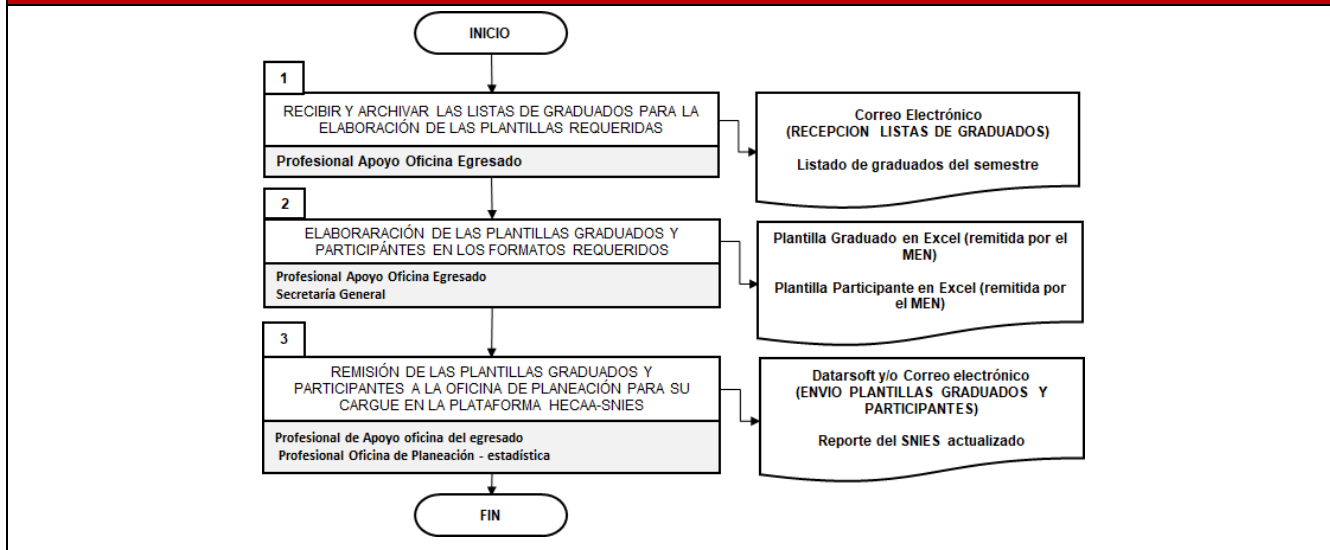 INICIO
1
RECIBIR Y ARCHIVAR LAS LISTAS DE GRADUADOS PARA LA
ELABORACIÓN DE LAS PLANTILLAS REQUERIDAS
Profesional Apoyo Oficina Egresado
Correo Electrónico
(RECEPCION LISTAS DE GRADUADOS)
Listado de graduados del semestre
2
ELABORARACIÓN DE LAS PLANTILLAS GRADUADOS Y
PARTICIPÁNTES EN LOS FORMATOS REQUERIDOS
Profesional Apoyo Oficina Egresado
Secretaría General
Plantilla Graduado en Excel (remitida por el
MEN)
Plantilla Participante en Excel (remitida por
el MEN)
3
REMISIÓN DE LAS PLANTILLAS GRADUADOS Y
PARTICIPANTES A LA OFICINA DE PLANEACIÓN PARA SU
CARGUE EN LA PLATAFORMA HECAA-SNIES
Profesional de Apoyo oficina del egresado
Profesional Oficina de Planeación - estadística
Datarsoft y/o Correo electrónico
(ENVIO PLANTILLAS GRADUADOS Y
PARTICIPANTES)
Reporte del SNIES actualizado
FIN